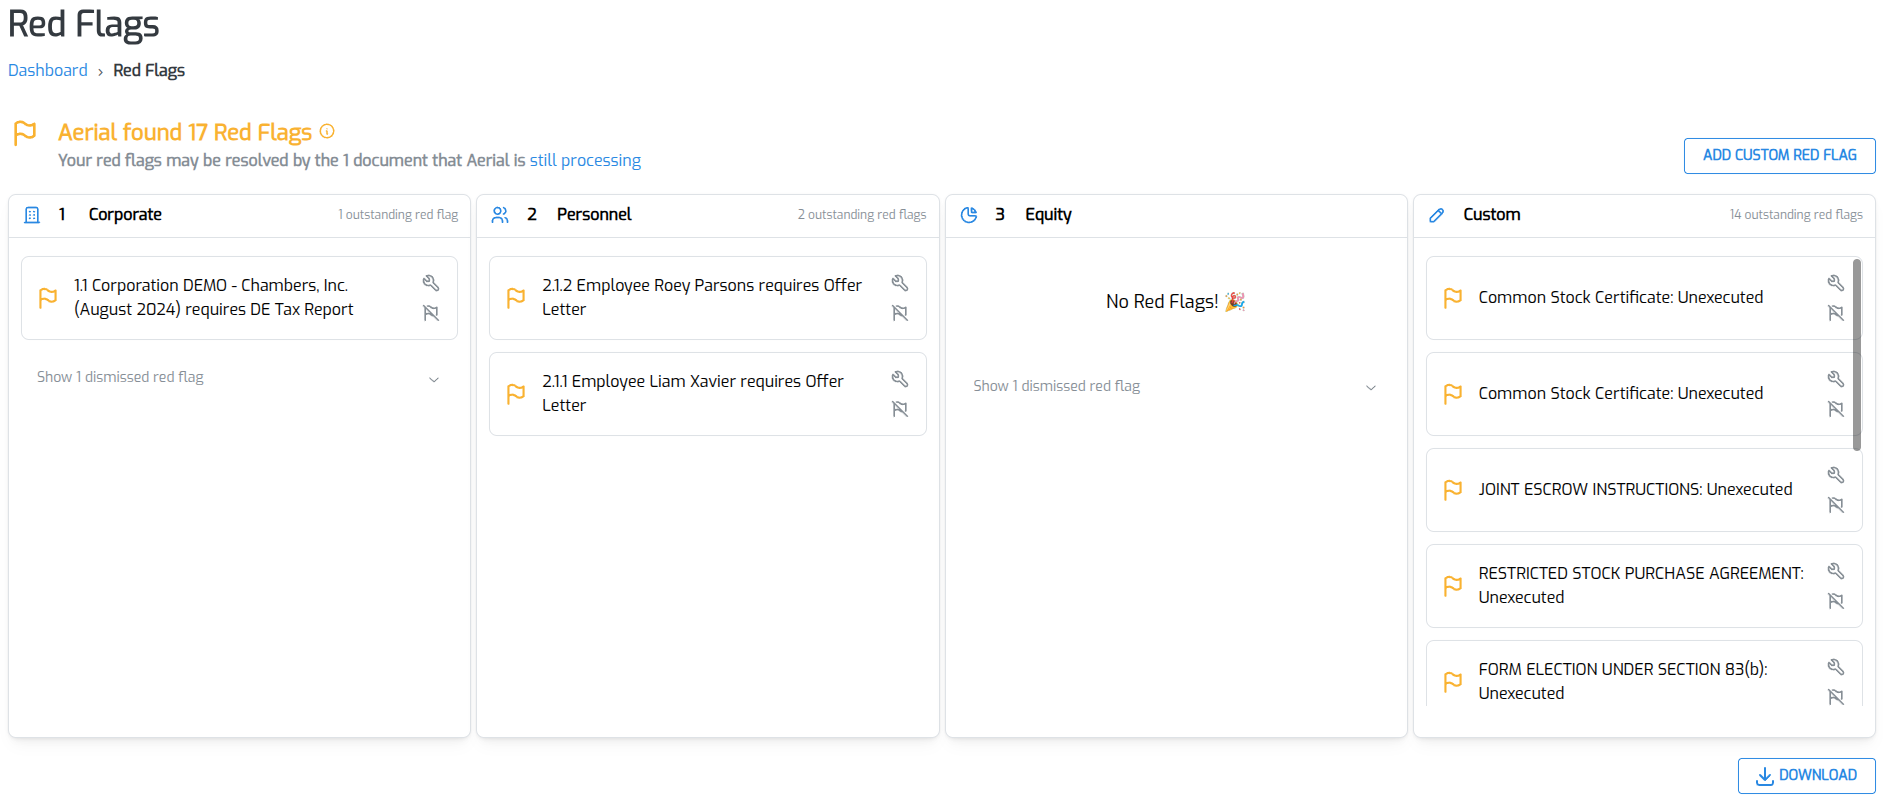 Red Flags
Dashboard › Red Flags
Aerial found 17 Red Flags
Your red flags may be resolved by the 1 document that Aerial is still processing
ADD CUSTOM RED FLAG
1 Corporate 1 outstanding red flag
1.1 Corporation DEMO - Chambers, Inc.
(August 2024) requires DE Tax Report
Show 1 dismissed red flag
2 Personnel 2 outstanding red flags
2.1.2 Employee Roey Parsons requires Offer
Letter
2.1.1 Employee Liam Xavier requires Offer
Letter
3 Equity
No Red Flags! 🎉
Show 1 dismissed red flag
Custom 14 outstanding red flags
Common Stock Certificate: Unexecuted
Common Stock Certificate: Unexecuted
JOINT ESCROW INSTRUCTIONS: Unexecuted
RESTRICTED STOCK PURCHASE AGREEMENT:
Unexecuted
FORM ELECTION UNDER SECTION 83(b):
Unexecuted
DOWNLOAD